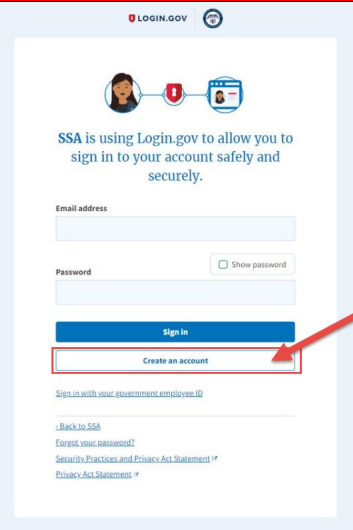 LOGIN.GOV
SSA is using Login.gov to allow you to
sign in to your account safely and
securely.
Email address
Show password
Password
Sign in
Create an account
Sign in with your government employee ID
‹ Back to SSA
Forgot your password?
Security Practices and Privacy Act Statement
Privacy Act Statement